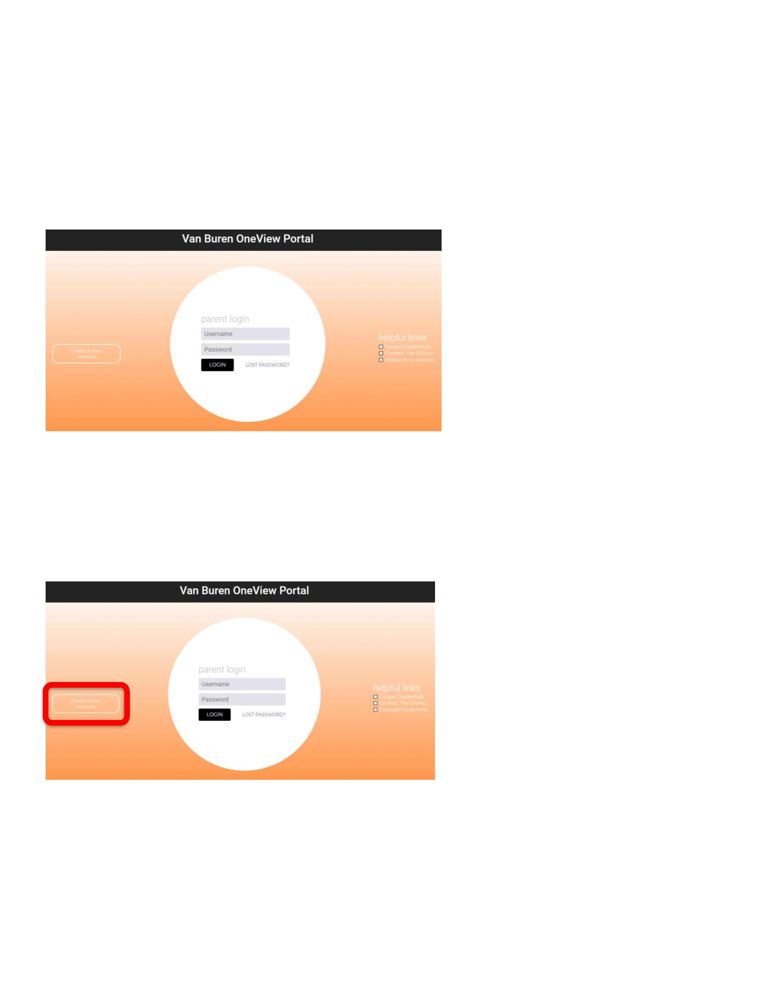 Van Buren OneView Portal
parent login
Username
Password
LOGIN LOST PASSWORD?
Create A New
Account
helpful links
Forgot Credentials
Contact The District
Frequent Questions
Van Buren OneView Portal
parent login
Username
Password
LOGIN LOST PASSWORD?
Create A New
Account
helpful links
Forgot Credentials
Contact The District
Frequent Questions